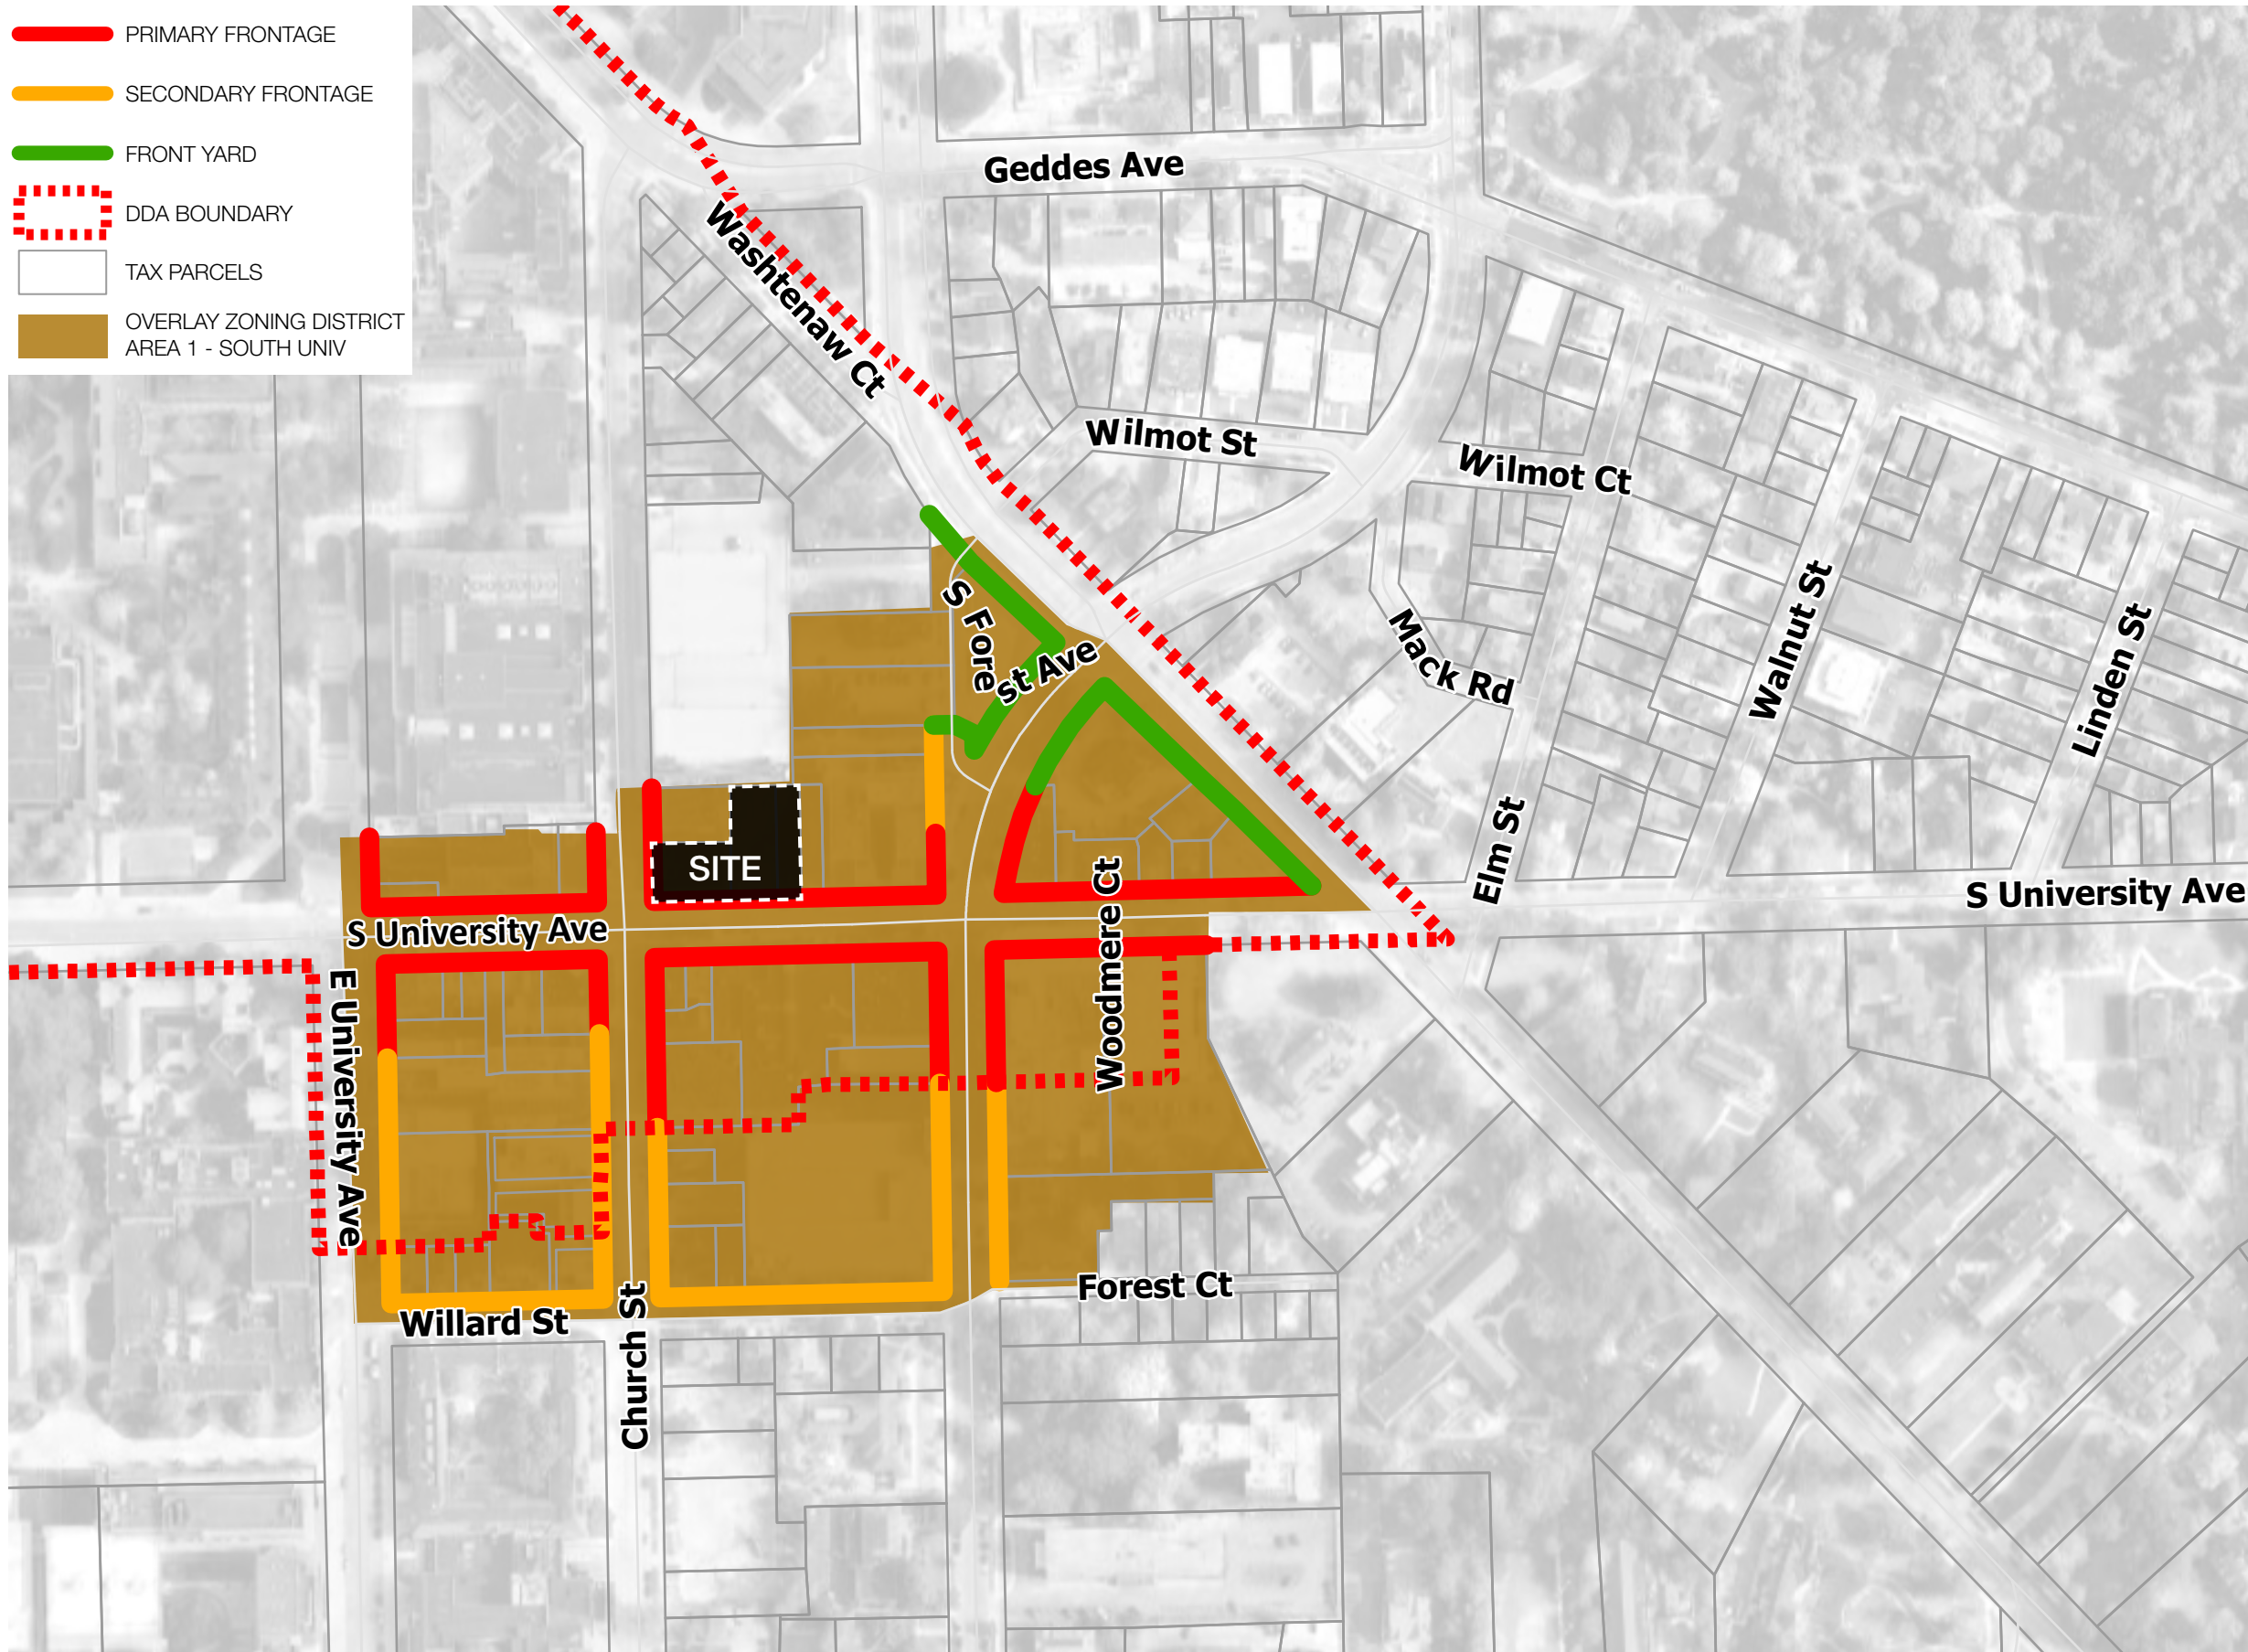 PRIMARY FRONTAGE
SECONDARY FRONTAGE
FRONT YARD
DDA BOUNDARY
TAX PARCELS
OVERLAY ZONING DISTRICT
AREA 1 - SOUTH UNIV
Geddes Ave
Washtenaw Ct
Wilmot St
Wilmot Ct
S Forest Ave
Mack Rd
Walnut St
Linden St
Elm St
SITE
S University Ave
S University Ave
Woodmere Ct
E University Ave
Forest Ct
Willard St
Church St